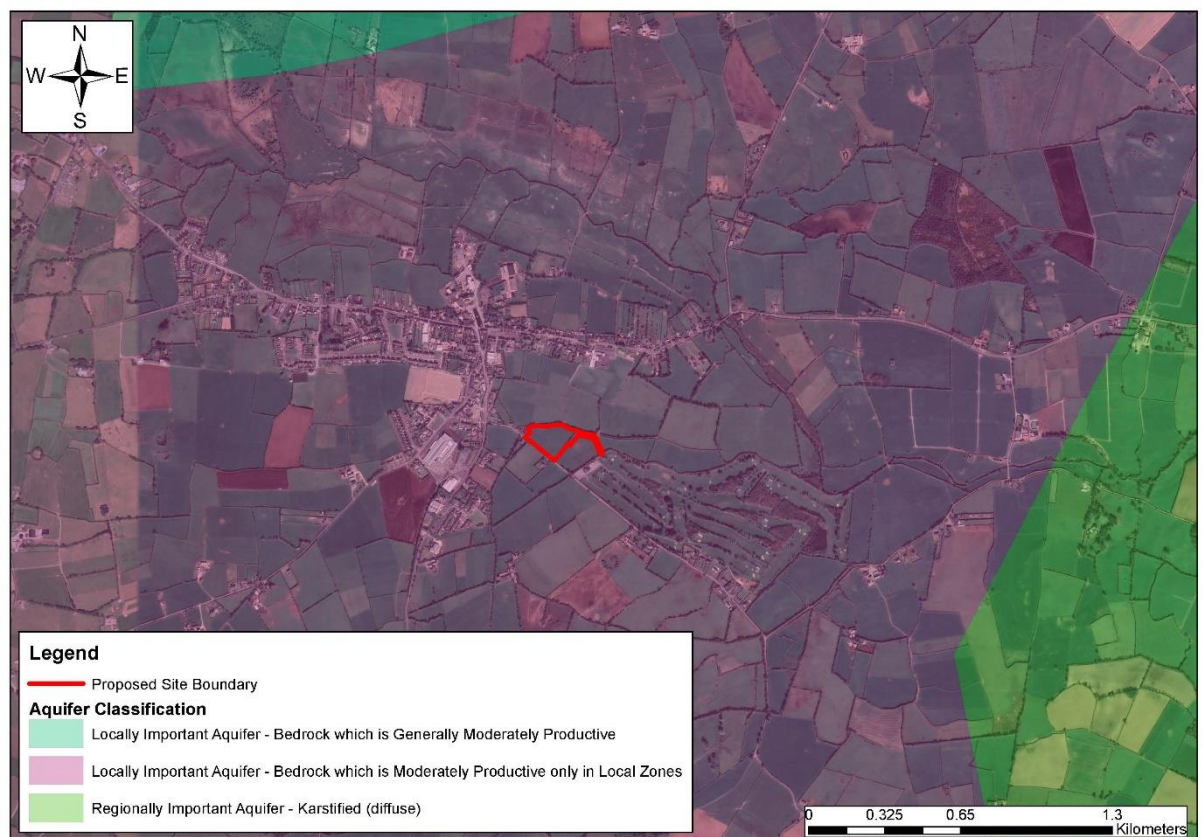 N
W E
S
Legend
Proposed Site Boundary
Aquifer Classification
Locally Important Aquifer - Bedrock which is Generally Moderately Productive
Locally Important Aquifer - Bedrock which is Moderately Productive only in Local Zones
Regionally Important Aquifer - Karstified (diffuse)
0 0.325 0.65 1.3
Kilometers